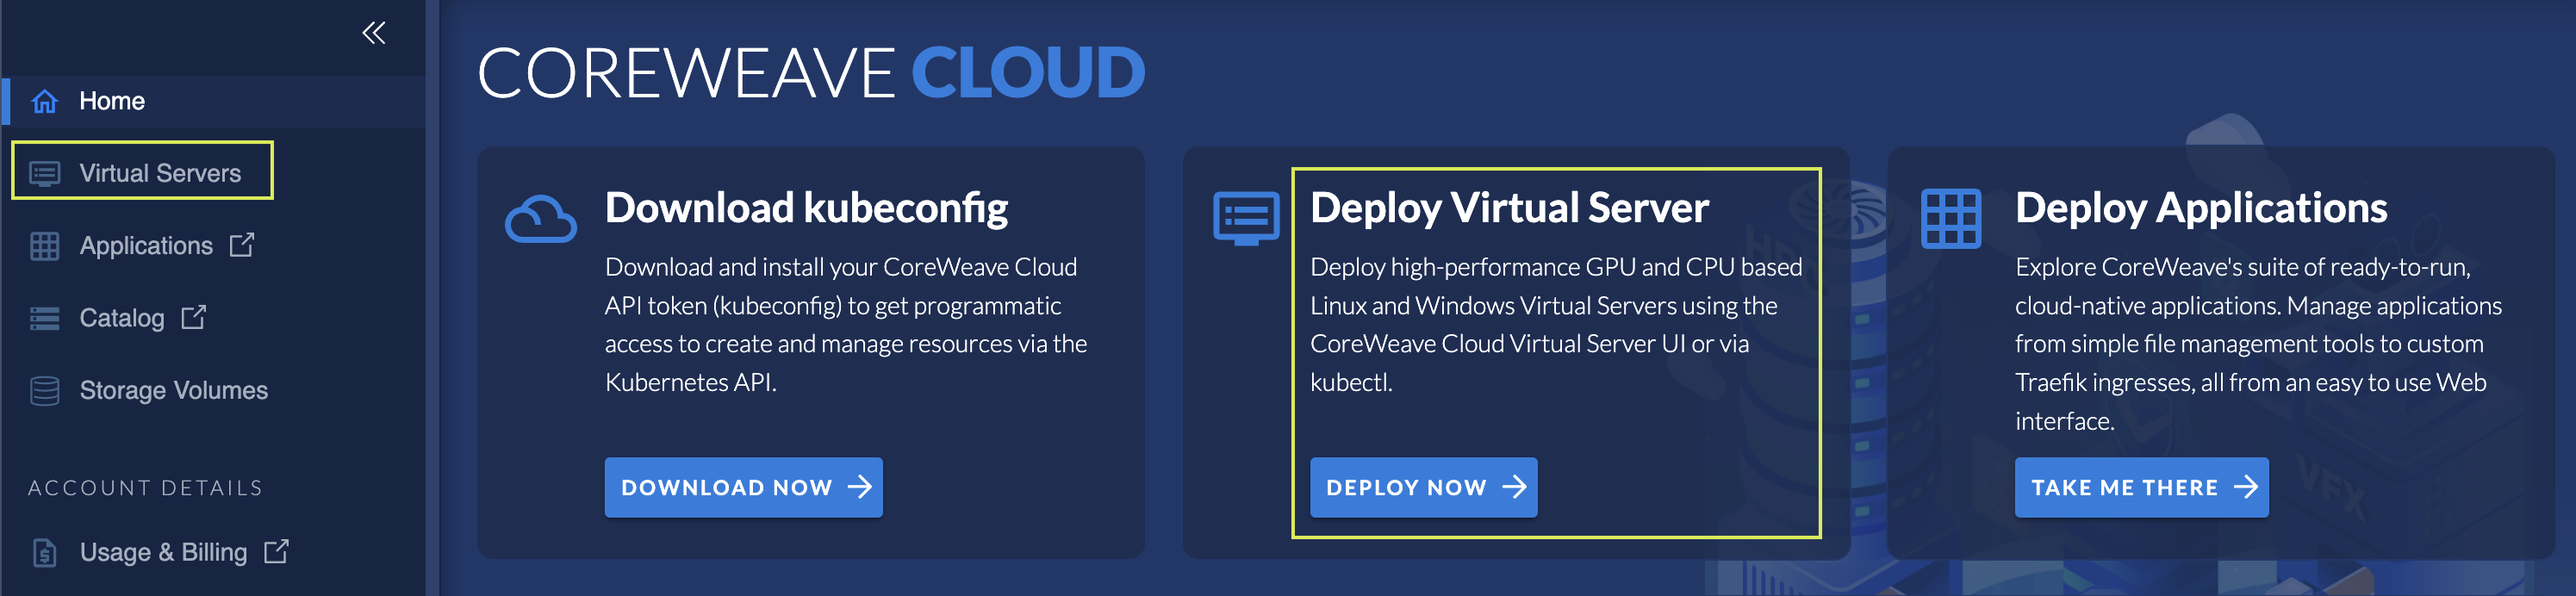 Home
Virtual Servers
Applications
Catalog
Storage Volumes
ACCOUNT DETAILS
Usage & Billing
COREWEAVE CLOUD
Download kubeconfig
Download and install your CoreWeave Cloud
API token (kubeconfig) to get programmatic
access to create and manage resources via the
Kubernetes API.
DOWNLOAD NOW
Deploy Virtual Server
Deploy high-performance GPU and CPU based
Linux and Windows Virtual Servers using the
CoreWeave Cloud Virtual Server UI or via
kubectl.
DEPLOY NOW
Deploy Applications
Explore CoreWeave's suite of ready-to-run,
cloud-native applications. Manage applications
from simple file management tools to custom
Traefik ingresses, all from an easy to use Web
interface.
TAKE ME THERE
VFX